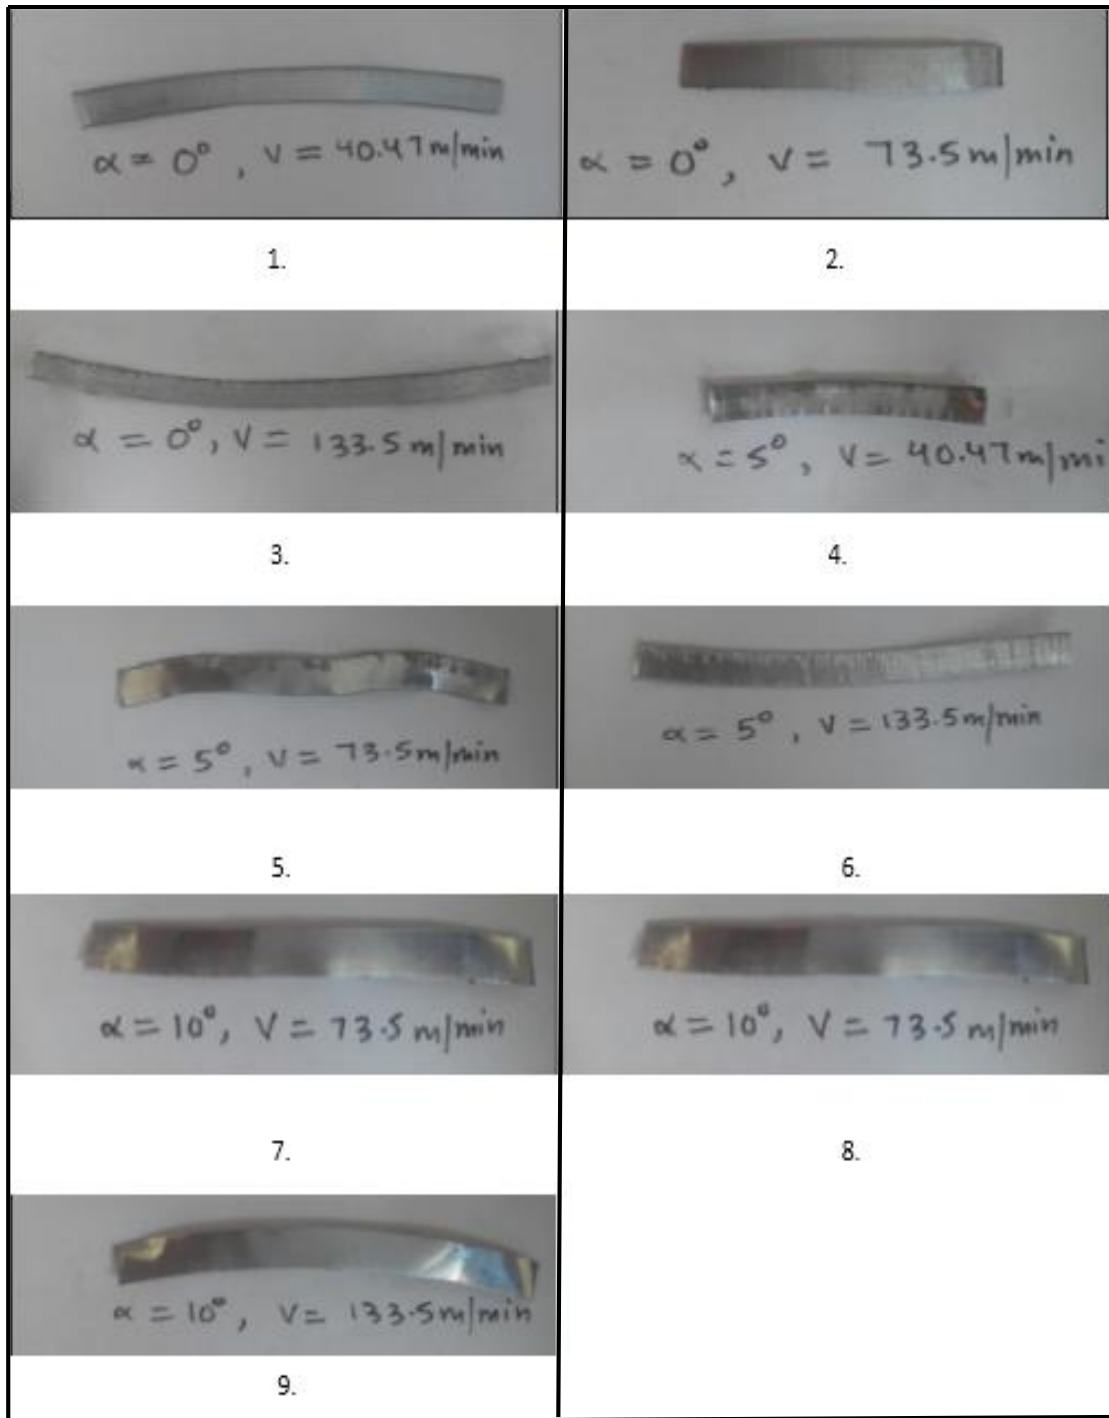 α = 0°, V = 40.47 m/min
1.
α = 0°, V = 73.5 m/min
2.
α = 0°, V = 133.5 m/min
3.
α = 5°, V = 40.47 m/mi
4.
α = 5°, V = 73.5 m/min
5.
α = 5°, V = 133.5 m/min
6.
α = 10°, V = 73.5 m/min
7.
α = 10°, V = 73.5 m/min
8.
α = 10°, V = 133.5 m/min
9.